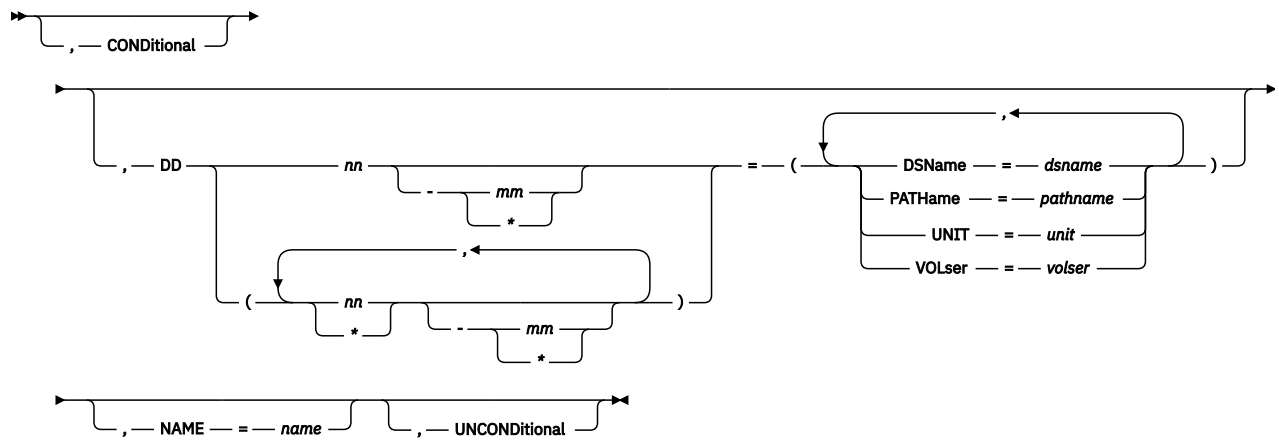 , CONDitional
,
, DD nn = ( DSName = dsname )
- mm PATHame = pathname
*
, UNIT = unit
( nn ) VOLser = volser
* - mm
*
, NAME = name , UNCONDitional